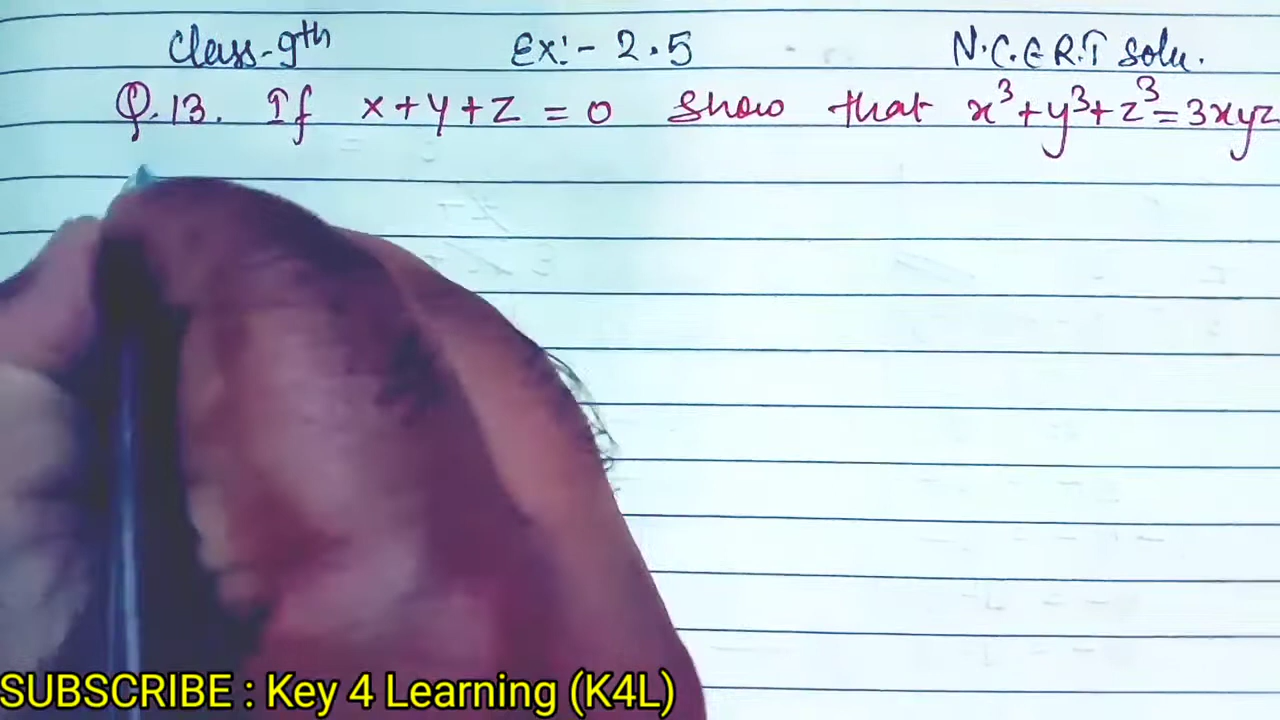 Class-9th Ex:- 2.5 N.C.E.R.T Solu.
Q.13. If x+y+z = 0 show that x³+y³+z³=3xyz
SUBSCRIBE : Key 4 Learning (K4L)